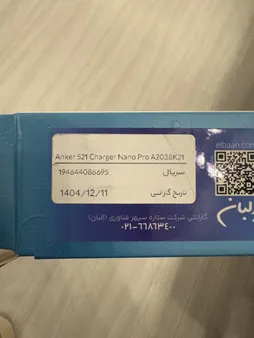 Anker 521 Charger Nano Pro A2038K21
194644086695 سریال
1404/12/11 تاریخ گارانتی
elbaan.com
گارانتی شرکت ستاره سپهر فناوری (البان)
۰۲۱-۶۶۸۶۳۴۰۰